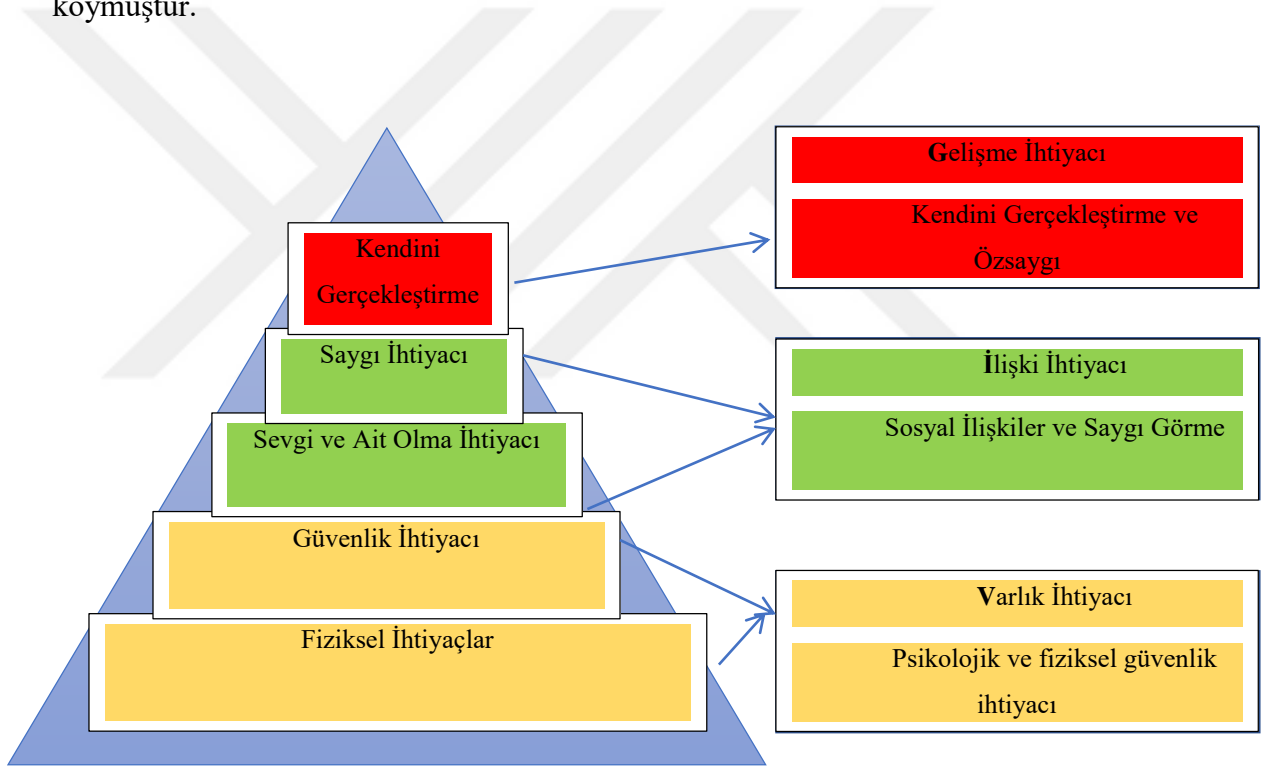 koymuştur.
Kendini
Gerçekleştirme
Saygı İhtiyacı
Sevgi ve Ait Olma İhtiyacı
Güvenlik İhtiyacı
Fiziksel İhtiyaçlar
Gelişme İhtiyacı
Kendini Gerçekleştirme ve
Özsaygı
İlişki İhtiyacı
Sosyal İlişkiler ve Saygı Görme
Varlık İhtiyacı
Psikolojik ve fiziksel güvenlik
ihtiyacı